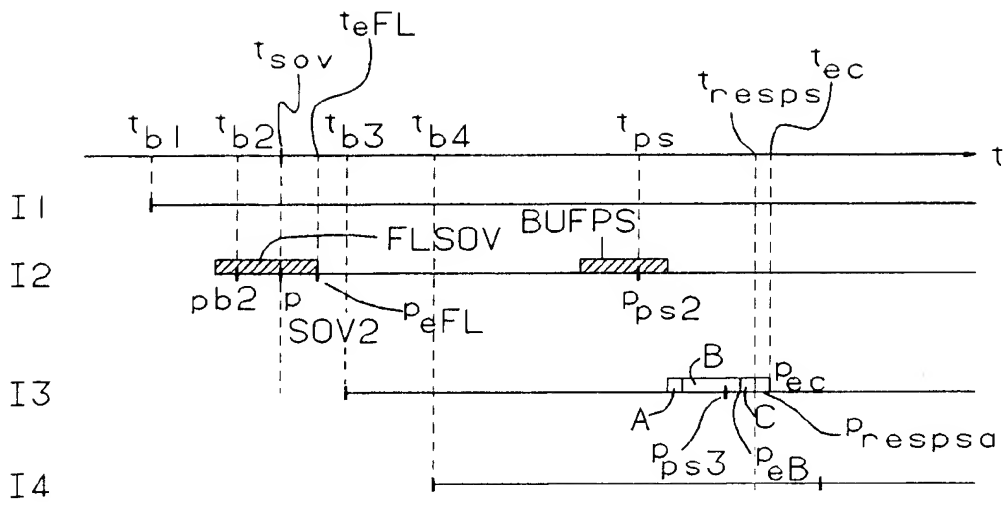 t_eFL
t_sov
t_ec
t_resps
t_b1 t_b2 t_b3 t_b4 t_ps
t
I1
FLSOV BUFPS
I2
pb2 p p_eFL p_ps2
SOV2
B p_ec
I3
A C p_respsa
p_ps3 p_eB
I4